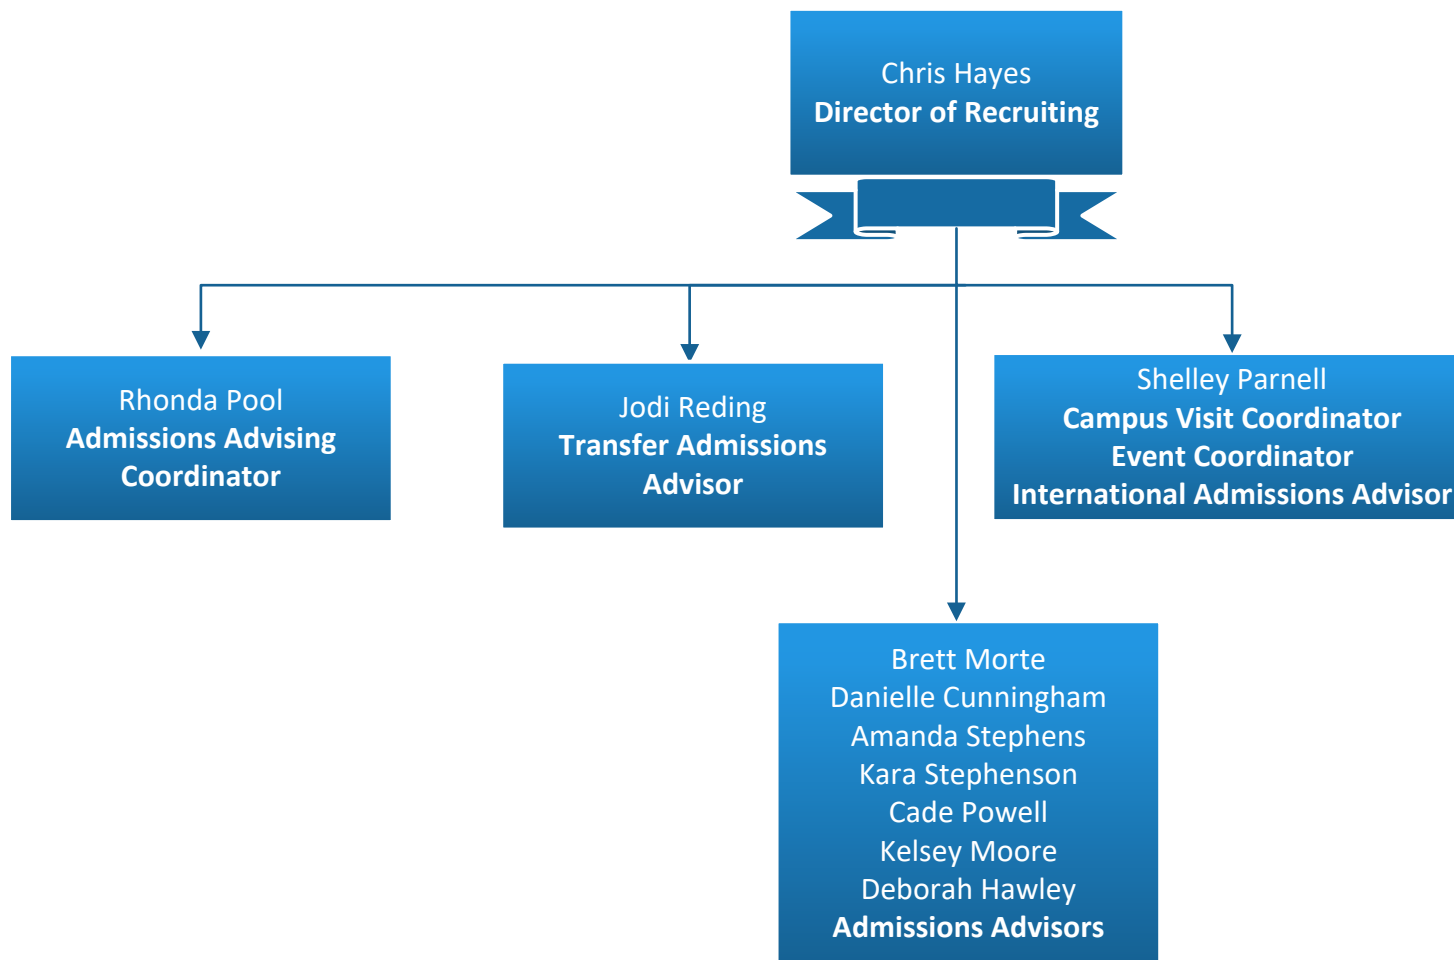 Chris Hayes
Director of Recruiting
Rhonda Pool
Admissions Advising
Coordinator
Jodi Reding
Transfer Admissions
Advisor
Shelley Parnell
Campus Visit Coordinator
Event Coordinator
International Admissions Advisor
Brett Morte
Danielle Cunningham
Amanda Stephens
Kara Stephenson
Cade Powell
Kelsey Moore
Deborah Hawley
Admissions Advisors